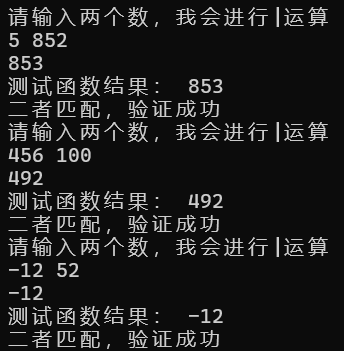 请输入两个数，我会进行|运算
5 852
853
测试函数结果： 853
二者匹配，验证成功
请输入两个数，我会进行|运算
456 100
492
测试函数结果： 492
二者匹配，验证成功
请输入两个数，我会进行|运算
-12 52
-12
测试函数结果： -12
二者匹配，验证成功